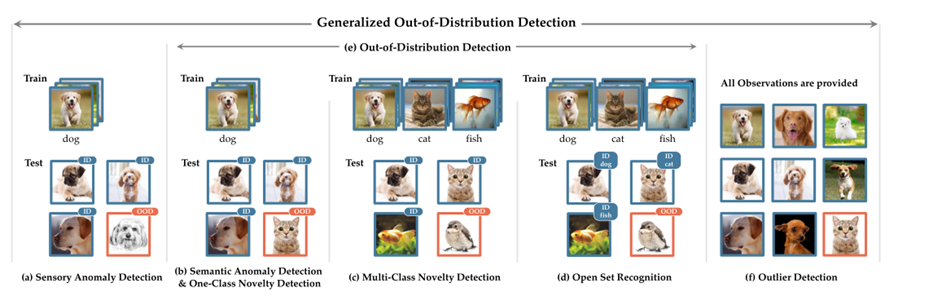 Generalized Out-of-Distribution Detection
(e) Out-of-Distribution Detection
Train
dog
Test
ID
ID
ID
OOD
(a) Sensory Anomaly Detection
Train
dog
Test
ID
ID
ID
OOD
(b) Semantic Anomaly Detection
& One-Class Novelty Detection
Train
dog cat fish
Test
ID
ID
ID
OOD
(c) Multi-Class Novelty Detection
Train
dog cat fish
Test
ID
dog
ID
cat
ID
fish
OOD
(d) Open Set Recognition
All Observations are provided
(f) Outlier Detection